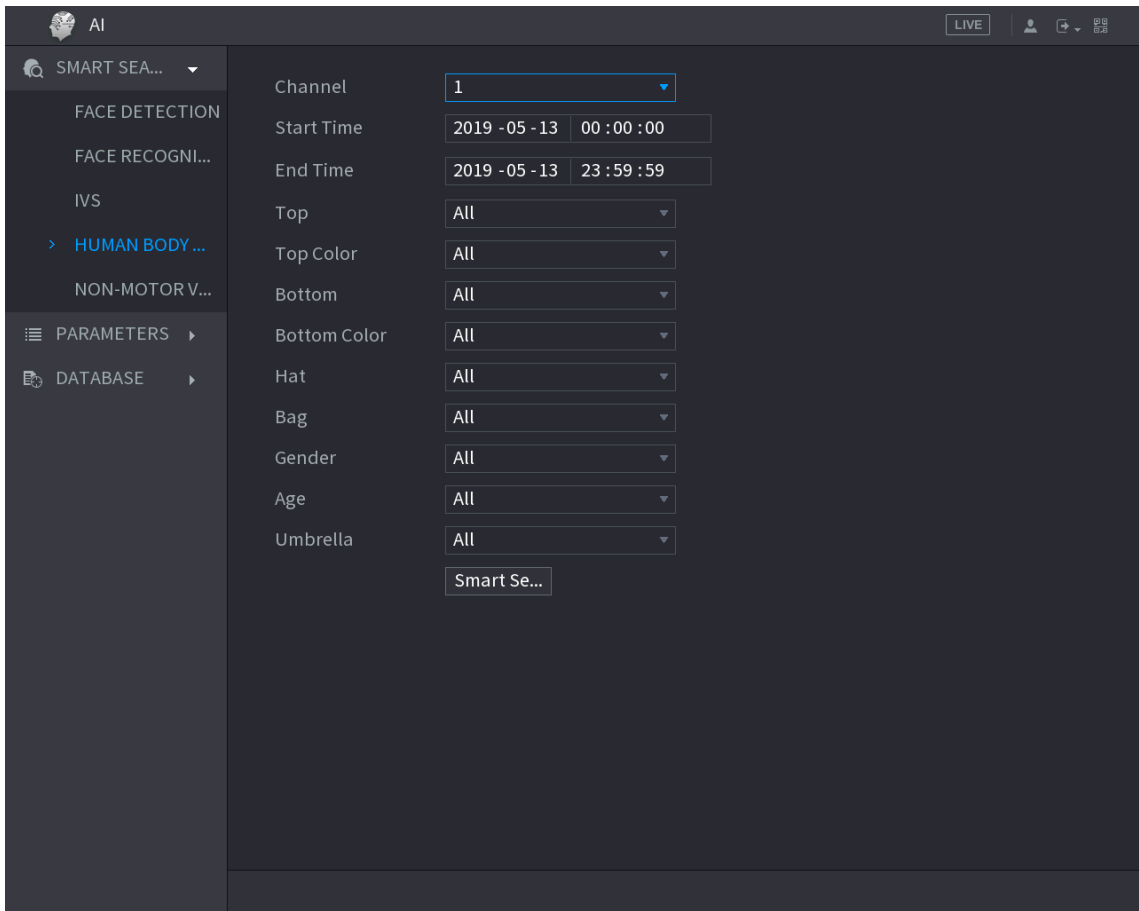 AI
LIVE
SMART SEA...
FACE DETECTION
FACE RECOGNI...
IVS
HUMAN BODY ...
NON-MOTOR V...
PARAMETERS
DATABASE
Channel 1
Start Time 2019 -05 -13 00 : 00 : 00
End Time 2019 -05 -13 23 : 59 : 59
Top All
Top Color All
Bottom All
Bottom Color All
Hat All
Bag All
Gender All
Age All
Umbrella All
Smart Se...